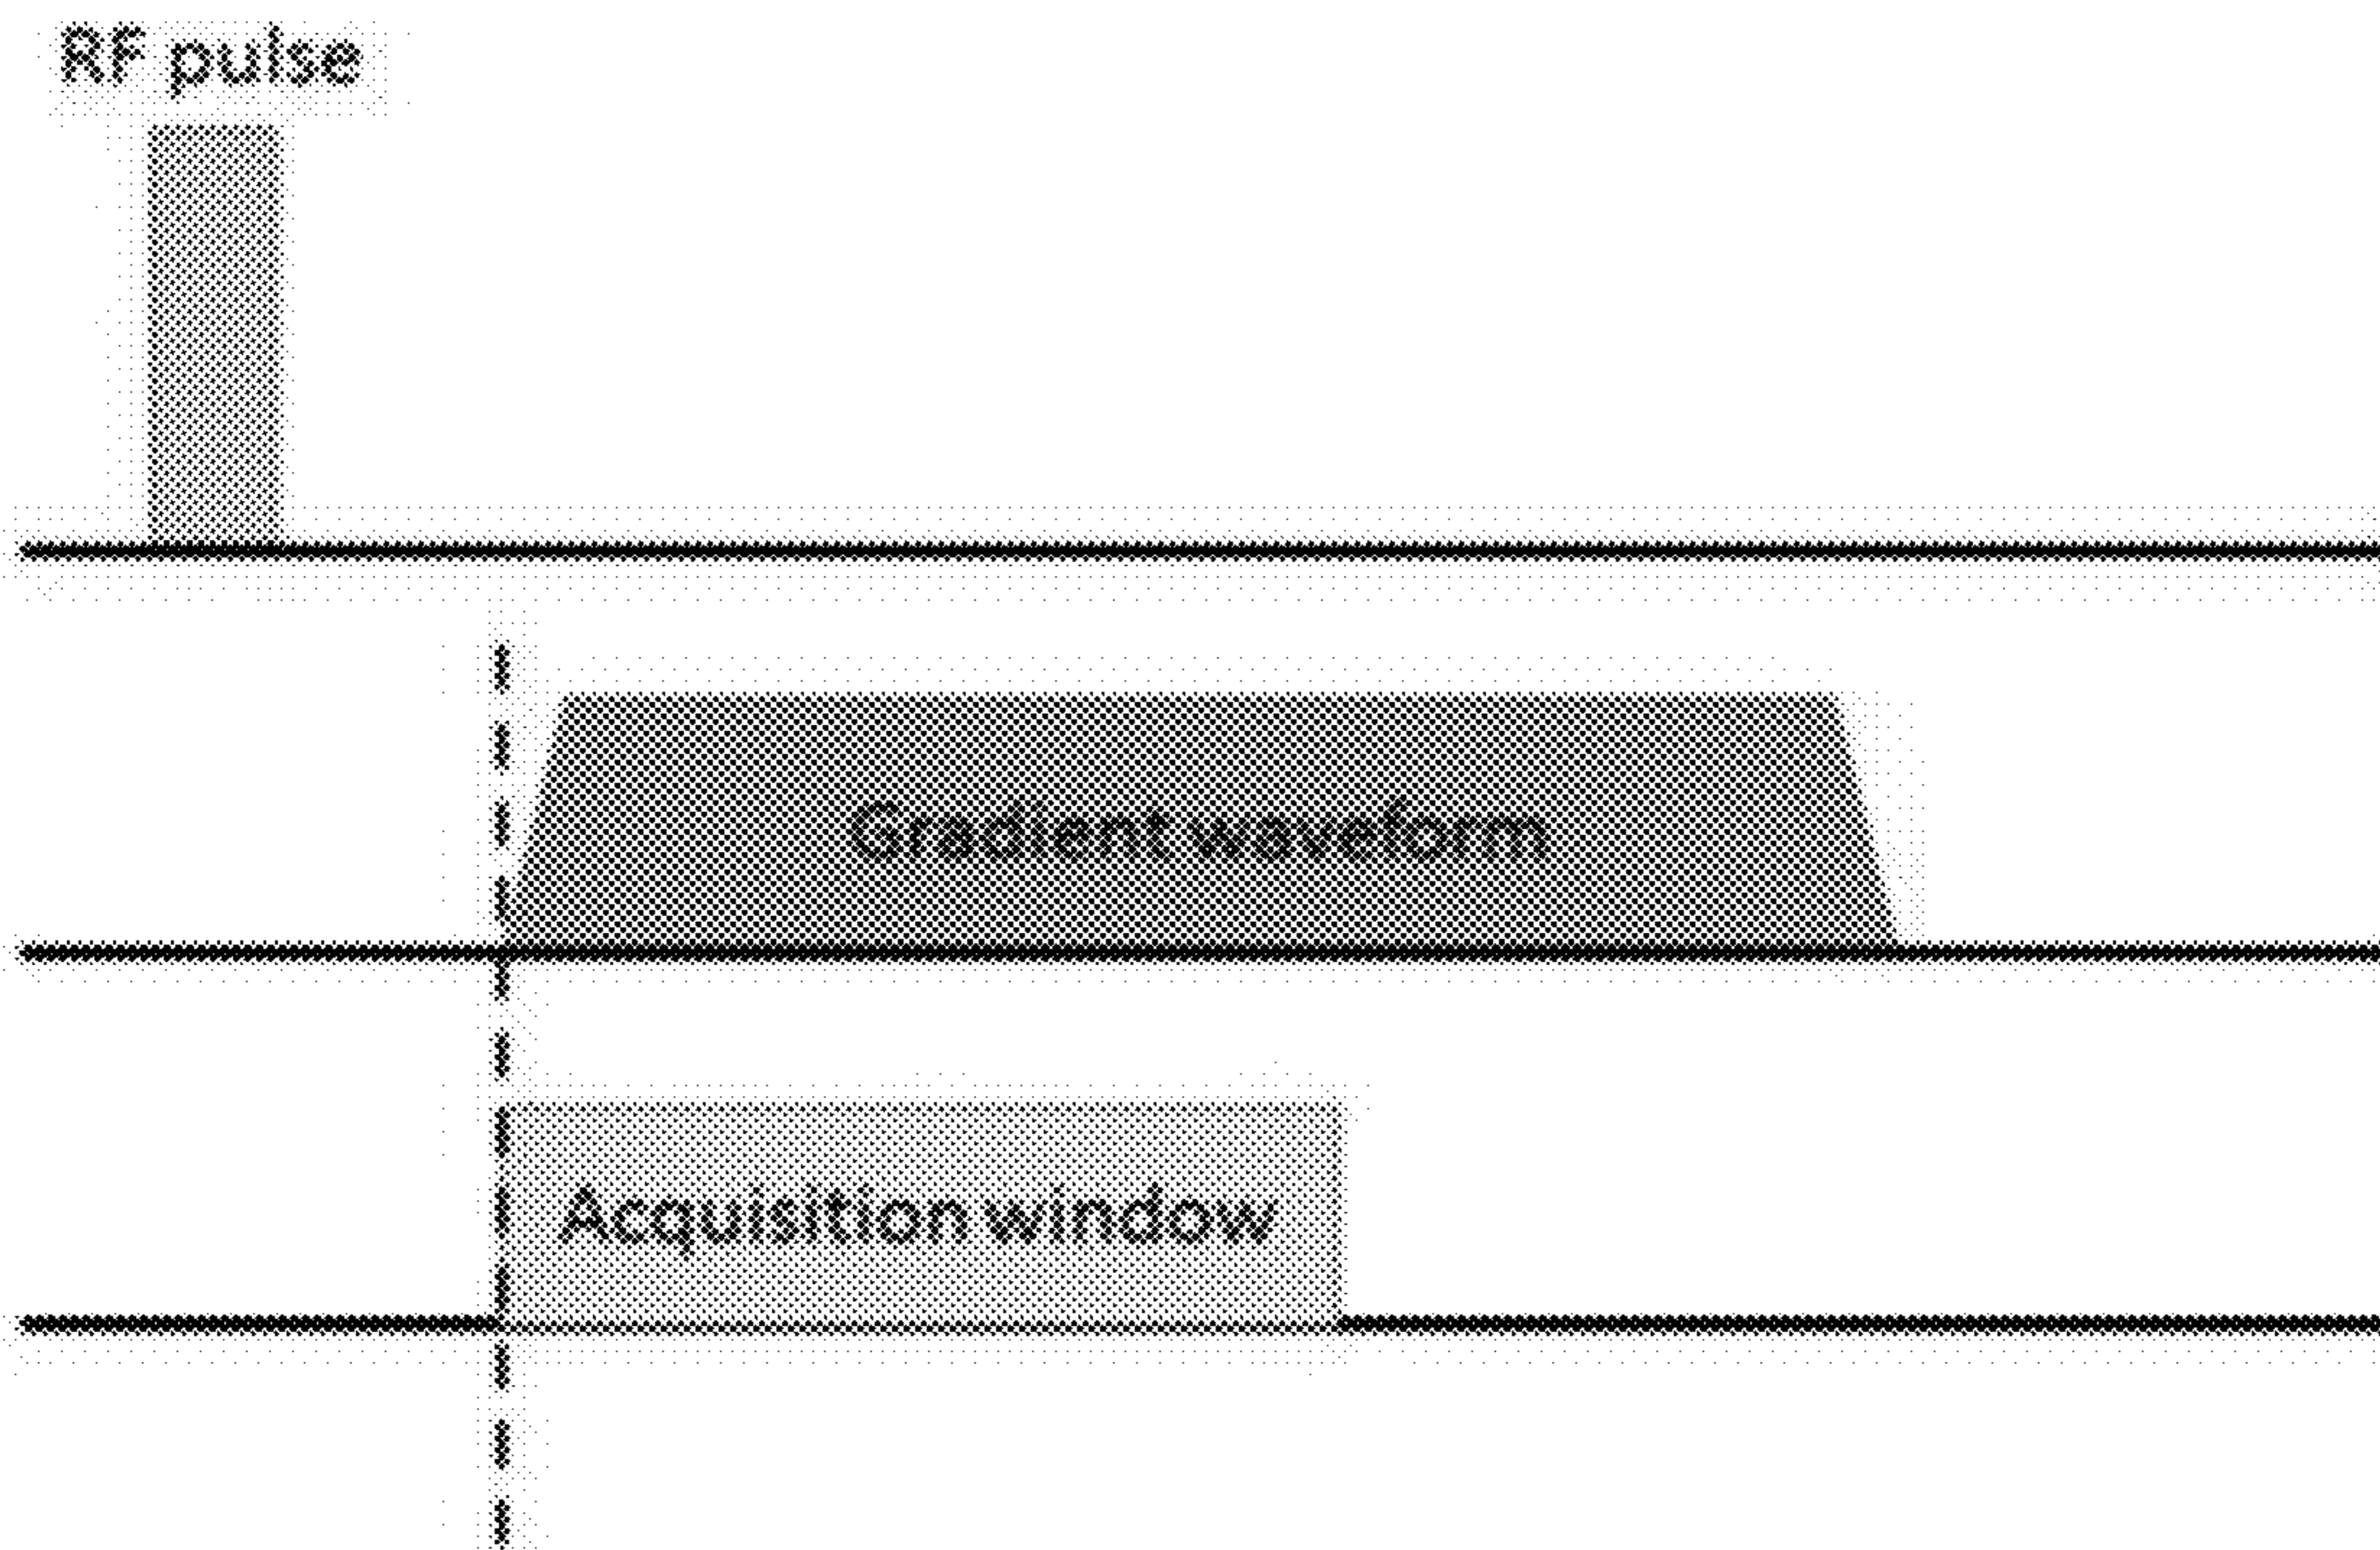 RF pulse
Gradient waveform
Acquisition window